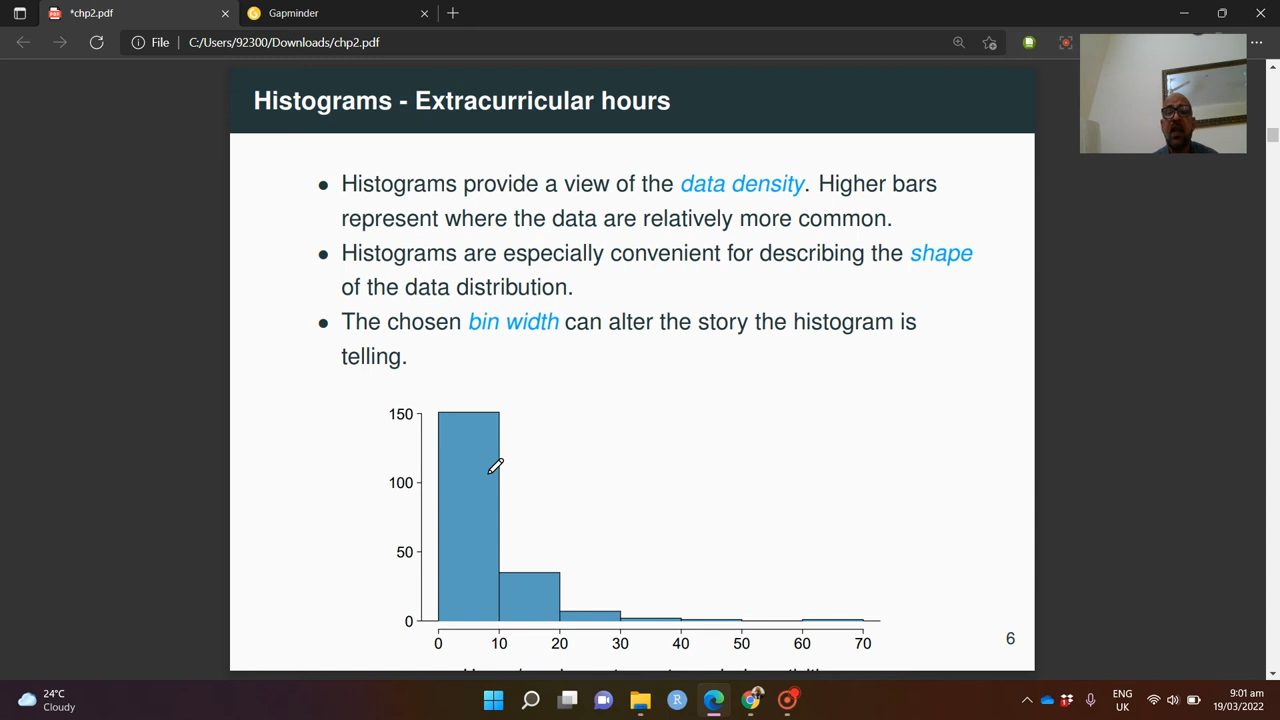 *chp2.pdf
Gapminder
File
C:/Users/92300/Downloads/chp2.pdf
Histograms - Extracurricular hours
• Histograms provide a view of the data density. Higher bars
represent where the data are relatively more common.
• Histograms are especially convenient for describing the shape
of the data distribution.
• The chosen bin width can alter the story the histogram is
telling.
150
100
50
0
0 10 20 30 40 50 60 70
6
24°C
Cloudy
R
ENG
UK
9:01 am
19/03/2022